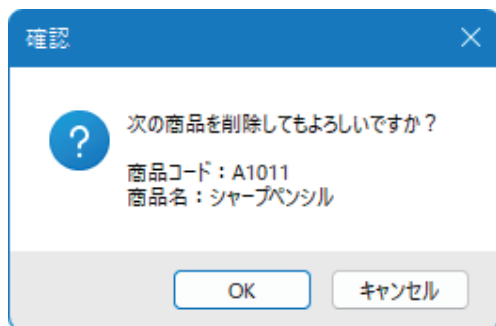 確認
次の商品を削除してもよろしいですか？
商品コード：A1011
商品名：シャープペンシル
OK
キャンセル